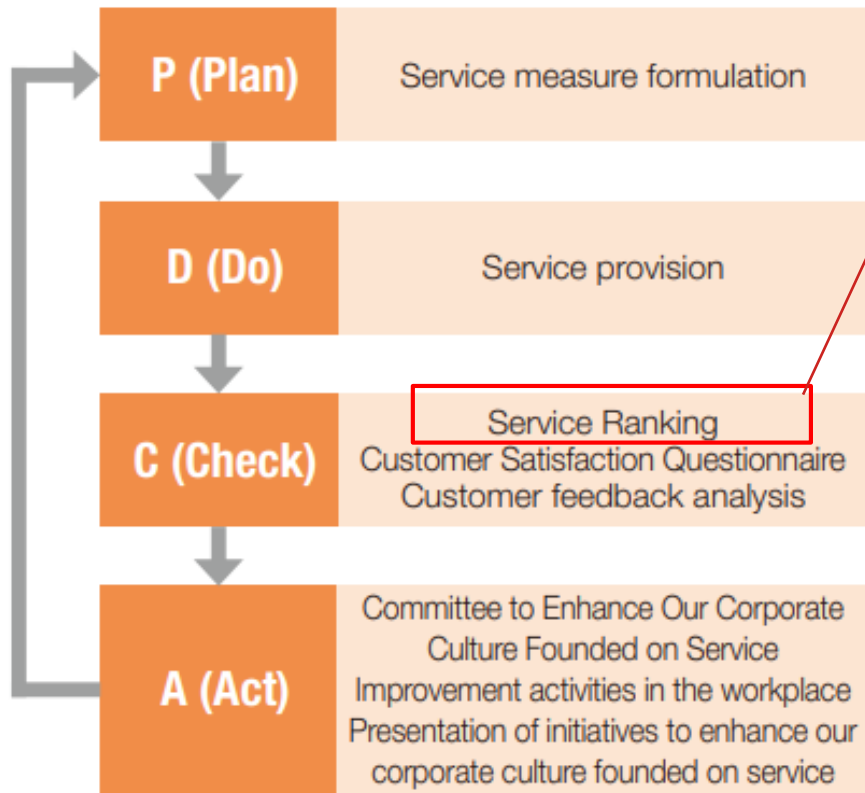 P (Plan)
Service measure formulation
D (Do)
Service provision
C (Check)
Service Ranking
Customer Satisfaction Questionnaire
Customer feedback analysis
A (Act)
Committee to Enhance Our Corporate
Culture Founded on Service
Improvement activities in the workplace
Presentation of initiatives to enhance our
corporate culture founded on service